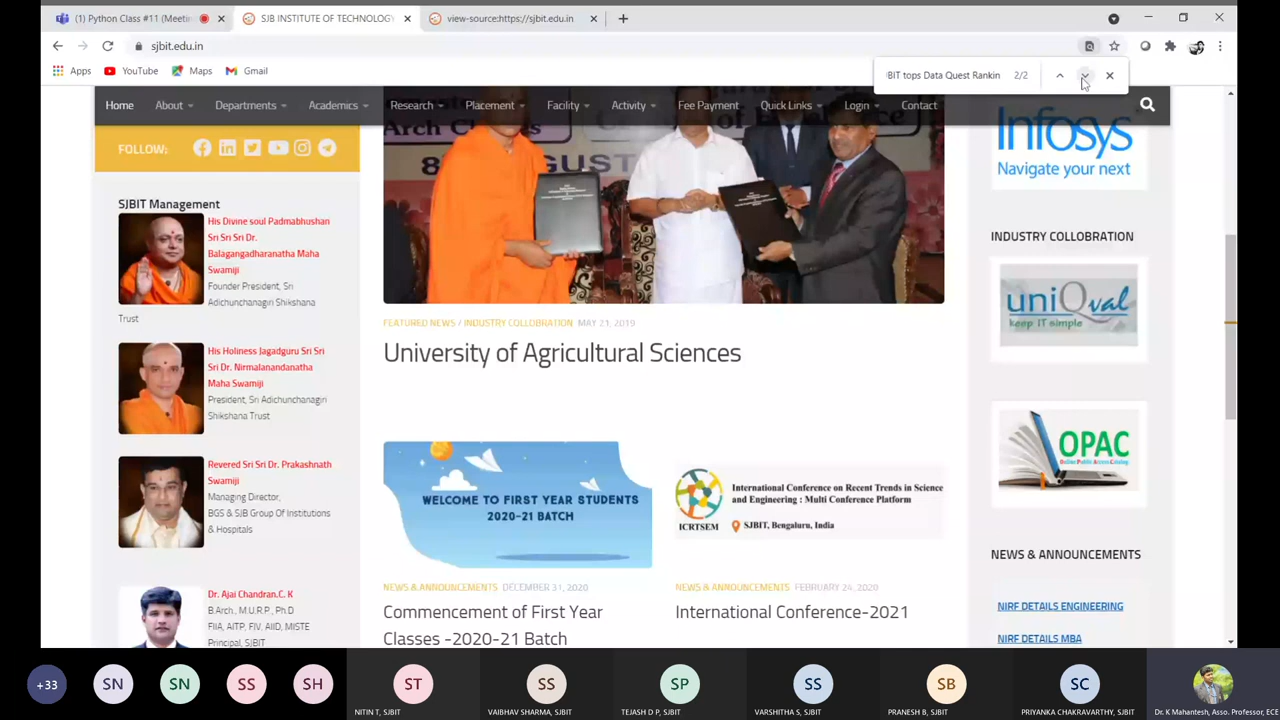 (1) Python Class #11 (Meetin
SJB INSTITUTE OF TECHNOLOGY
view-source:https://sjbit.edu.in
sjbit.edu.in
Apps
YouTube
Maps
Gmail
BIT tops Data Quest Rankin 2/2
Home
About
Departments
Academics
Research
Placement
Facility
Activity
Fee Payment
Quick Links
Login
Contact
FOLLOW:
SJBIT Management
His Divine soul Padmabhushan
Sri Sri Sri Dr.
Balagangadharanatha Maha
Swamiji
Founder President, Sri
Adichunchanagiri Shikshana
Trust
His Holiness Jagadguru Sri Sri
Sri Dr. Nirmalanandanatha
Maha Swamiji
President, Sri Adichunchanagiri
Shikshana Trust
Revered Sri Sri Dr. Prakashnath
Swamiji
Managing Director,
BGS & SJB Group Of Institutions
& Hospitals
Dr. Ajai Chandran.C. K
B.Arch., M.U.R.P., Ph.D
FIIA, AITP, FIV, AIID, MISTE
Principal, SJBIT
FEATURED NEWS / INDUSTRY COLLOBRATION MAY 21, 2019
University of Agricultural Sciences
WELCOME TO FIRST YEAR STUDENTS
2020-21 BATCH
NEWS & ANNOUNCEMENTS DECEMBER 31, 2020
Commencement of First Year
Classes -2020-21 Batch
ICRTSEM
International Conference on Recent Trends in Science
and Engineering : Multi Conference Platform
SJBIT, Bengaluru, India
NEWS & ANNOUNCEMENTS FEBRUARY 24, 2020
International Conference-2021
Infosys
Navigate your next
INDUSTRY COLLOBRATION
uniQval
keep IT simple
OPAC
Online Public Access Catalog
NEWS & ANNOUNCEMENTS
NIRF DETAILS ENGINEERING
NIRF DETAILS MBA
+33
SN
SN
SS
SH
ST
NITIN T, SJBIT
SS
VAIBHAV SHARMA, SJBIT
SP
TEJASH D P, SJBIT
SS
VARSHITHA S, SJBIT
SB
PRANESH B, SJBIT
SC
PRIYANKA CHAKRAVARTHY, SJBIT
Dr. K Mahantesh, Asso. Professor, ECE